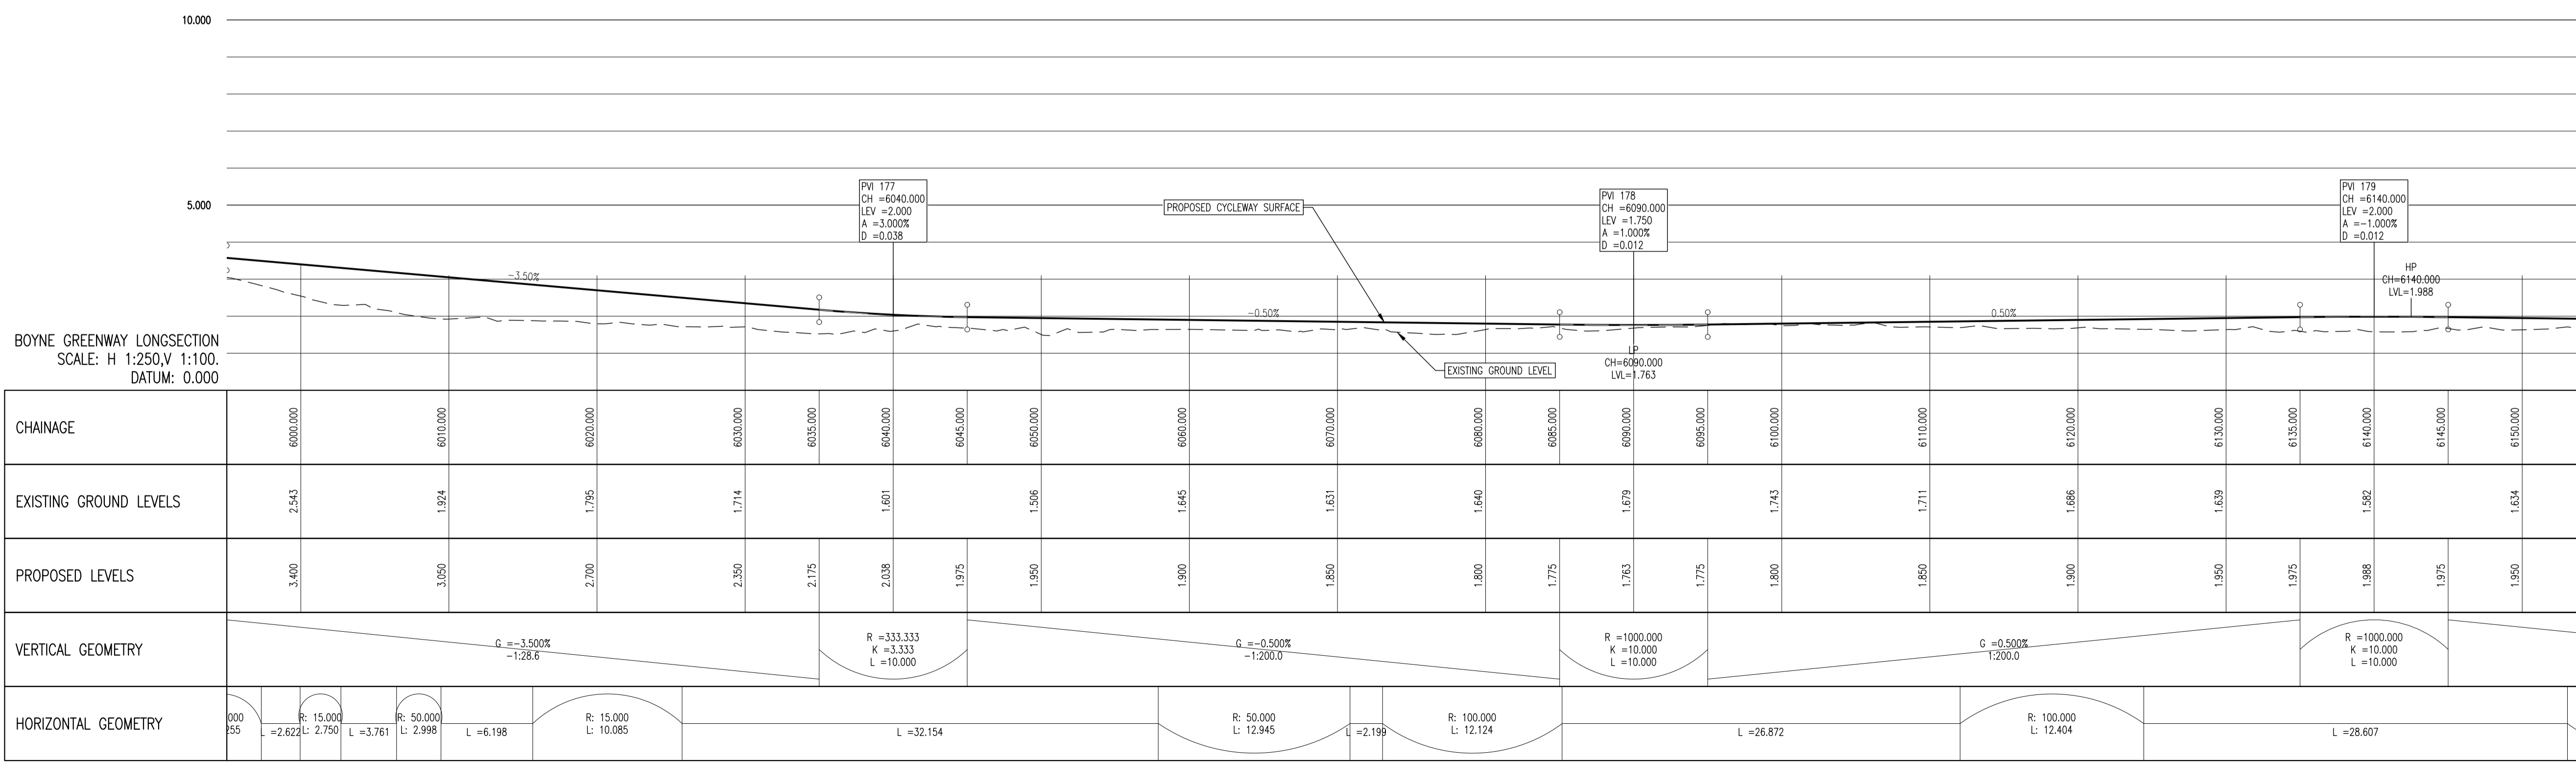 10.000
5.000
PVI 177
CH =6040.000
LEV =2.000
A =3.000%
D =0.038
PROPOSED CYCLEWAY SURFACE
PVI 178
CH =6090.000
LEV =1.750
A =1.000%
D =0.012
PVI 179
CH =6140.000
LEV =2.000
A =-1.000%
D =0.012
HP
CH=6140.000
LVL=1.988
-3.50%
-0.50%
0.50%
LP
CH=6090.000
LVL=1.763
EXISTING GROUND LEVEL
BOYNE GREENWAY LONGSECTION
SCALE: H 1:250,V 1:100.
DATUM: 0.000
CHAINAGE
6000.000 6010.000 6020.000 6030.000 6035.000 6040.000 6045.000 6050.000 6060.000 6070.000 6080.000 6085.000 6090.000 6095.000 6100.000 6110.000 6120.000 6130.000 6135.000 6140.000 6145.000 6150.000
EXISTING GROUND LEVELS
2.543 1.924 1.795 1.714 1.601 1.506 1.645 1.631 1.640 1.679 1.743 1.711 1.686 1.639 1.582 1.634
PROPOSED LEVELS
3.400 3.050 2.700 2.350 2.175 2.038 1.975 1.950 1.900 1.850 1.800 1.775 1.763 1.775 1.800 1.850 1.900 1.950 1.975 1.988 1.975 1.950
VERTICAL GEOMETRY
G =-3.500%
-1:28.6
R =333.333
K =3.333
L =10.000
G =-0.500%
-1:200.0
R =1000.000
K =10.000
L =10.000
G =0.500%
1:200.0
R =1000.000
K =10.000
L =10.000
HORIZONTAL GEOMETRY
000
255
L =2.622
R: 15.000
L: 2.750
L =3.761
R: 50.000
L: 2.998
L =6.198
R: 15.000
L: 10.085
L =32.154
R: 50.000
L: 12.945
L =2.199
R: 100.000
L: 12.124
L =26.872
R: 100.000
L: 12.404
L =28.607